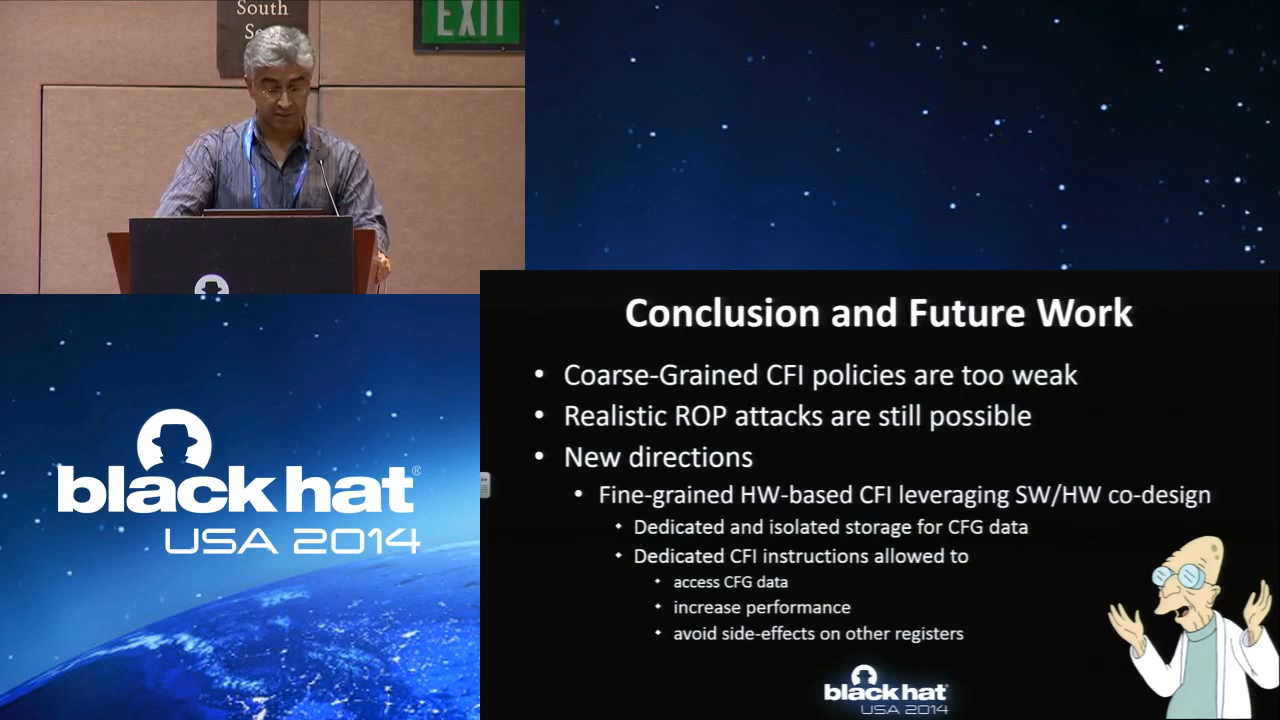 South
EXIT
Conclusion and Future Work
• Coarse-Grained CFI policies are too weak
• Realistic ROP attacks are still possible
• New directions
• Fine-grained HW-based CFI leveraging SW/HW co-design
• Dedicated and isolated storage for CFG data
• Dedicated CFI instructions allowed to
• access CFG data
• increase performance
• avoid side-effects on other registers
black hat®
USA 2014
black hat®
USA 2014